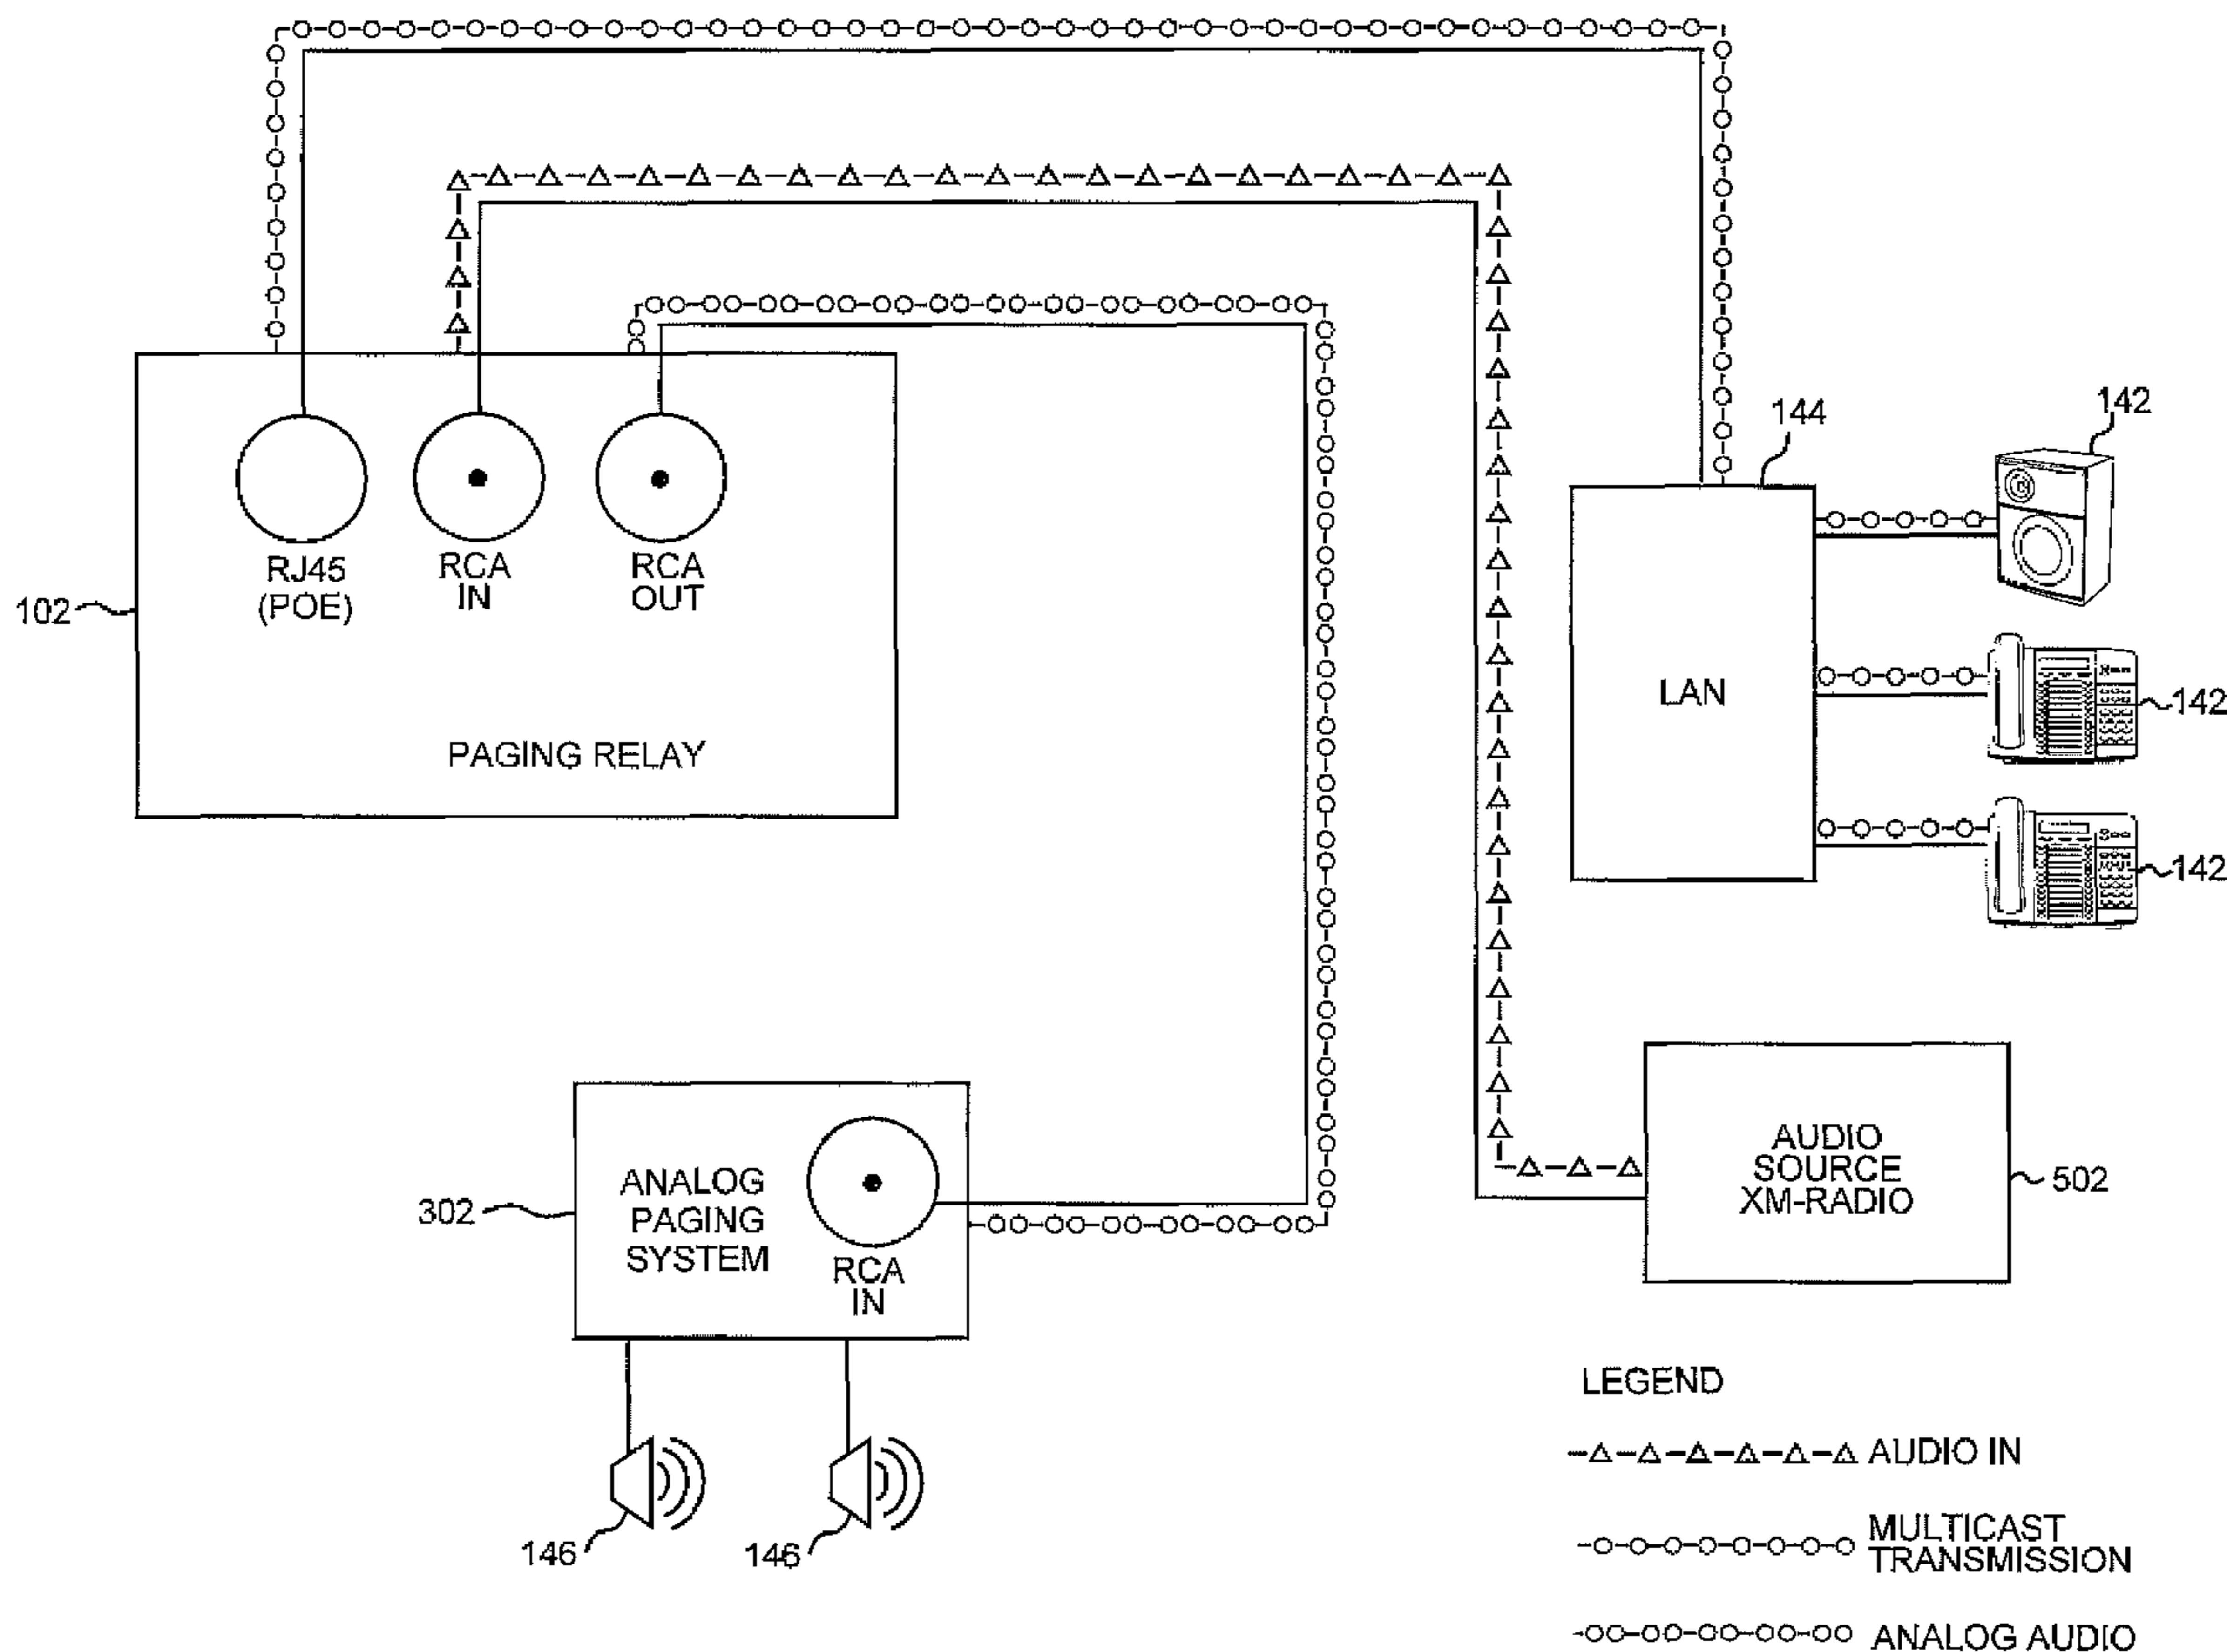 144
142
RJ45
(POE)
RCA
IN
RCA
OUT
102
PAGING RELAY
LAN
142
142
302
ANALOG
PAGING
SYSTEM
RCA
IN
AUDIO
SOURCE
XM-RADIO
502
146
146
LEGEND
AUDIO IN
MULTICAST
TRANSMISSION
ANALOG AUDIO